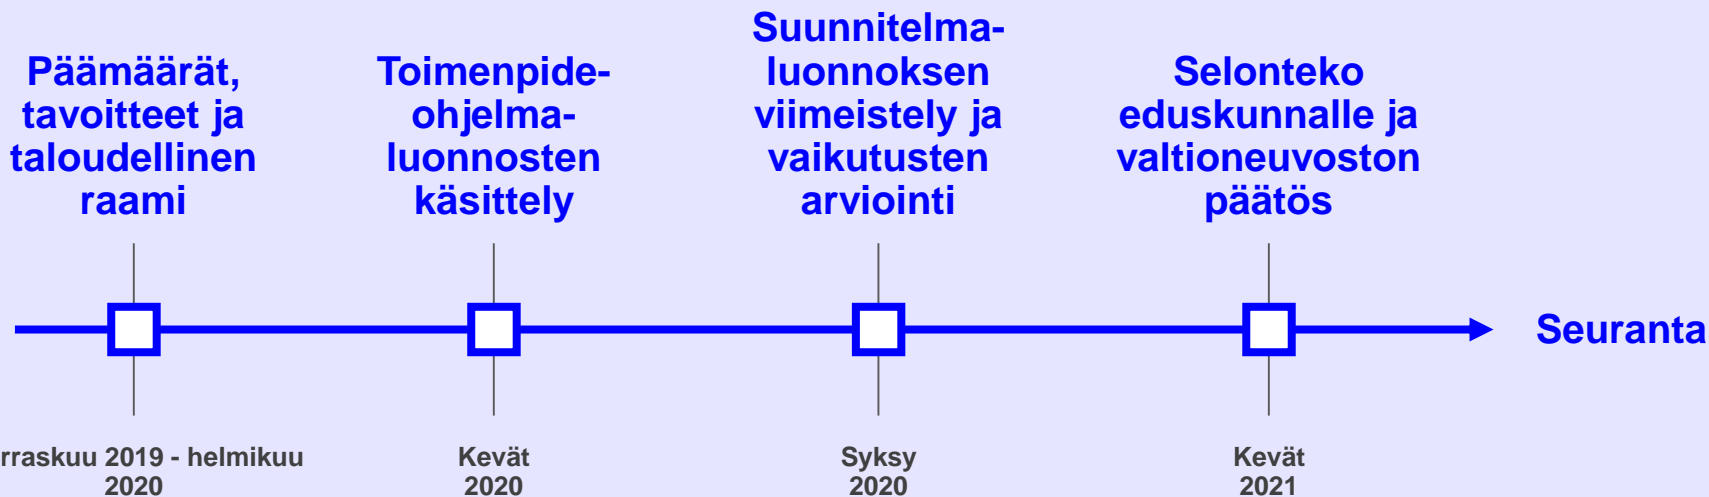 Päämäärät,
tavoitteet ja
taloudellinen
raami
Toimenpide-
ohjelma-
luonnosten
käsittely
Suunnitelma-
luonnoksen
viimeistely ja
vaikutusten
arviointi
Selonteko
eduskunnalle ja
valtioneuvoston
päätös
Seuranta
rraskuu 2019 - helmikuu
2020
Kevät
2020
Syksy
2020
Kevät
2021